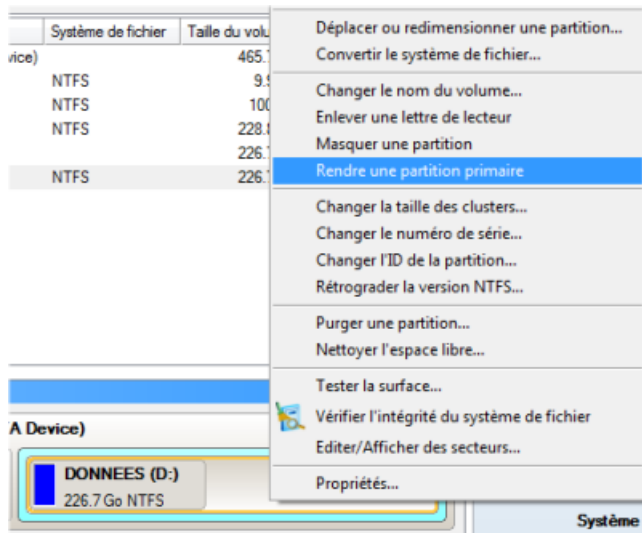 Système de fichier Taille du volu
vice) 465.
NTFS 9.9
NTFS 100
NTFS 228.8
226.
NTFS 226.
Déplacer ou redimensionner une partition...
Convertir le système de fichier...
Changer le nom du volume...
Enlever une lettre de lecteur
Masquer une partition
Rendre une partition primaire
Changer la taille des clusters...
Changer le numéro de série...
Changer l'ID de la partition...
Rétrograder la version NTFS...
Purger une partition...
Nettoyer l'espace libre...
Tester la surface...
Vérifier l'intégrité du système de fichier
Editer/Afficher des secteurs...
Propriétés...
A Device)
DONNEES (D:)
226.7 Go NTFS
Système